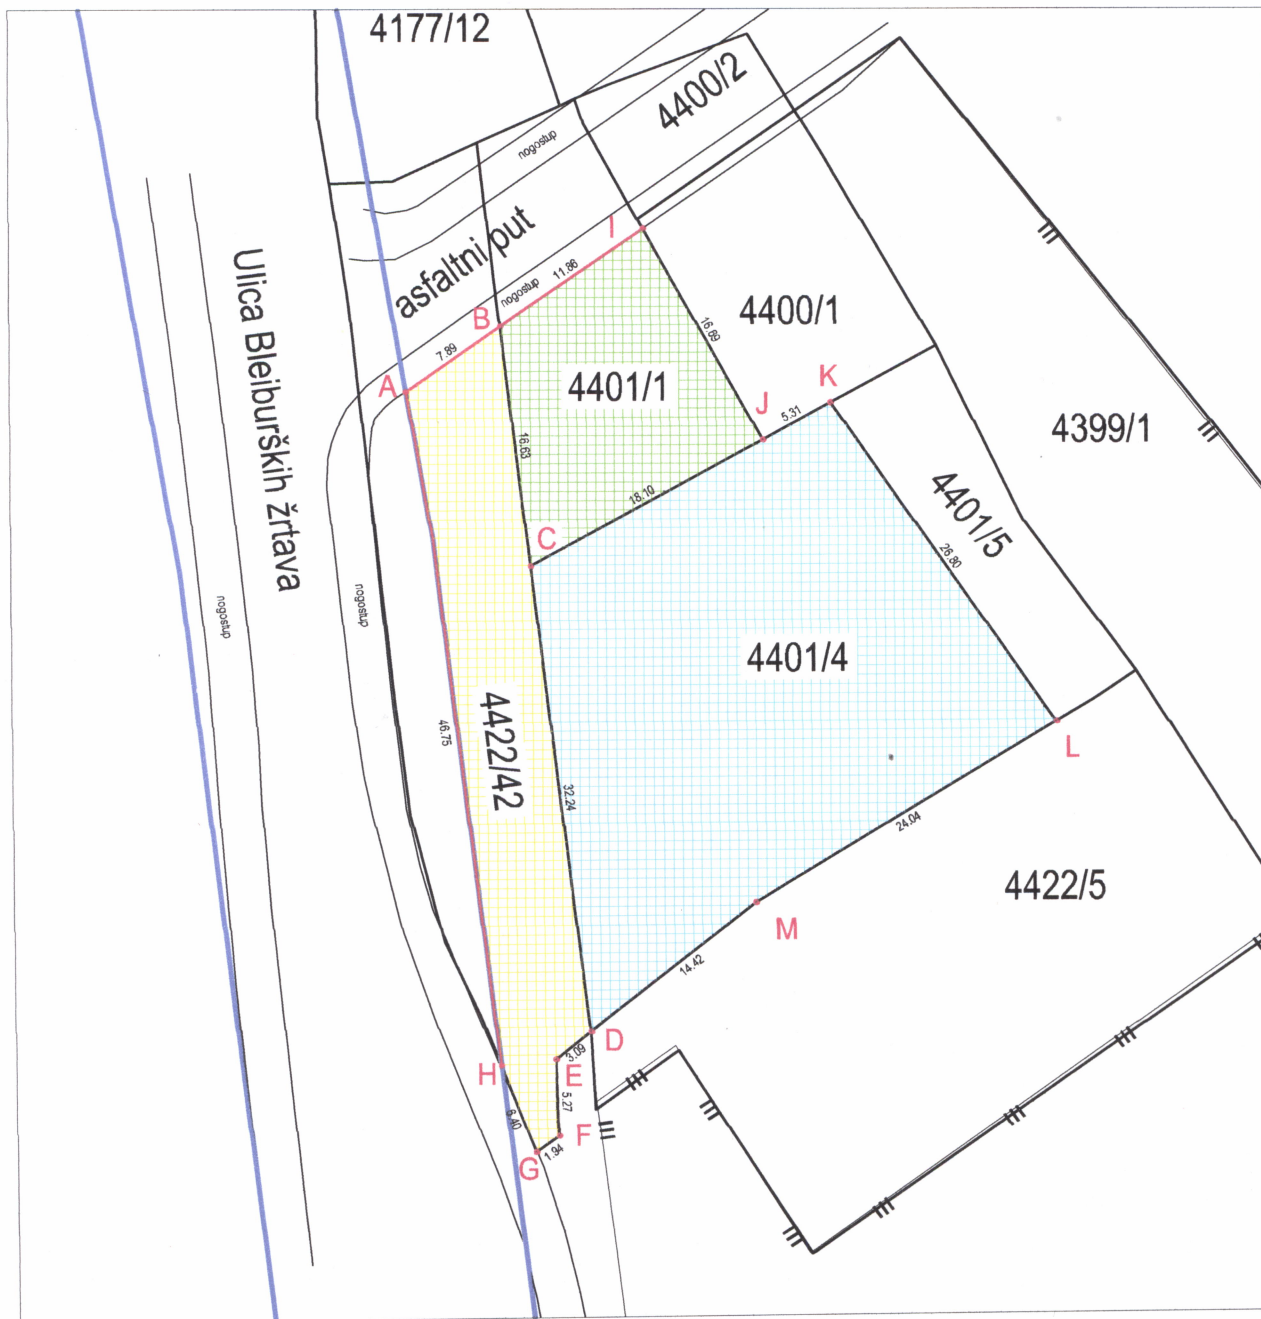 4177/12
4400/2
nogostup
asfaltni put
I
11.86
nogostup
B
7.89
A
Ulica Bleiburških žrtava
4401/1
16.69
4400/1
K
J
5.31
4399/1
16.63
18.10
C
4401/5
26.80
nogostup
nogostup
4401/4
4422/42
46.75
32.24
L
24.04
4422/5
M
14.42
D
3.09
E
H
5.27
6.40
F
1.94
G